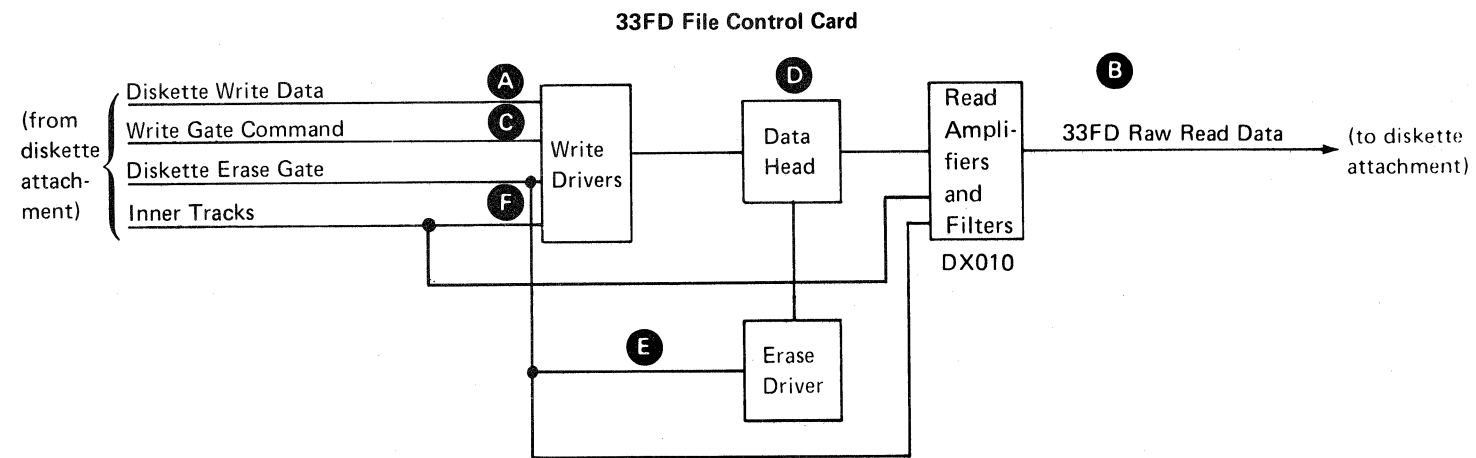 33FD File Control Card
(from
diskette
attach-
ment)
Diskette Write Data
A
Write Gate Command
C
Diskette Erase Gate
Inner Tracks
F
Write
Drivers
D
Data
Head
Read
Ampli-
fiers
and
Filters
DX010
B
33FD Raw Read Data
(to diskette
attachment)
E
Erase
Driver